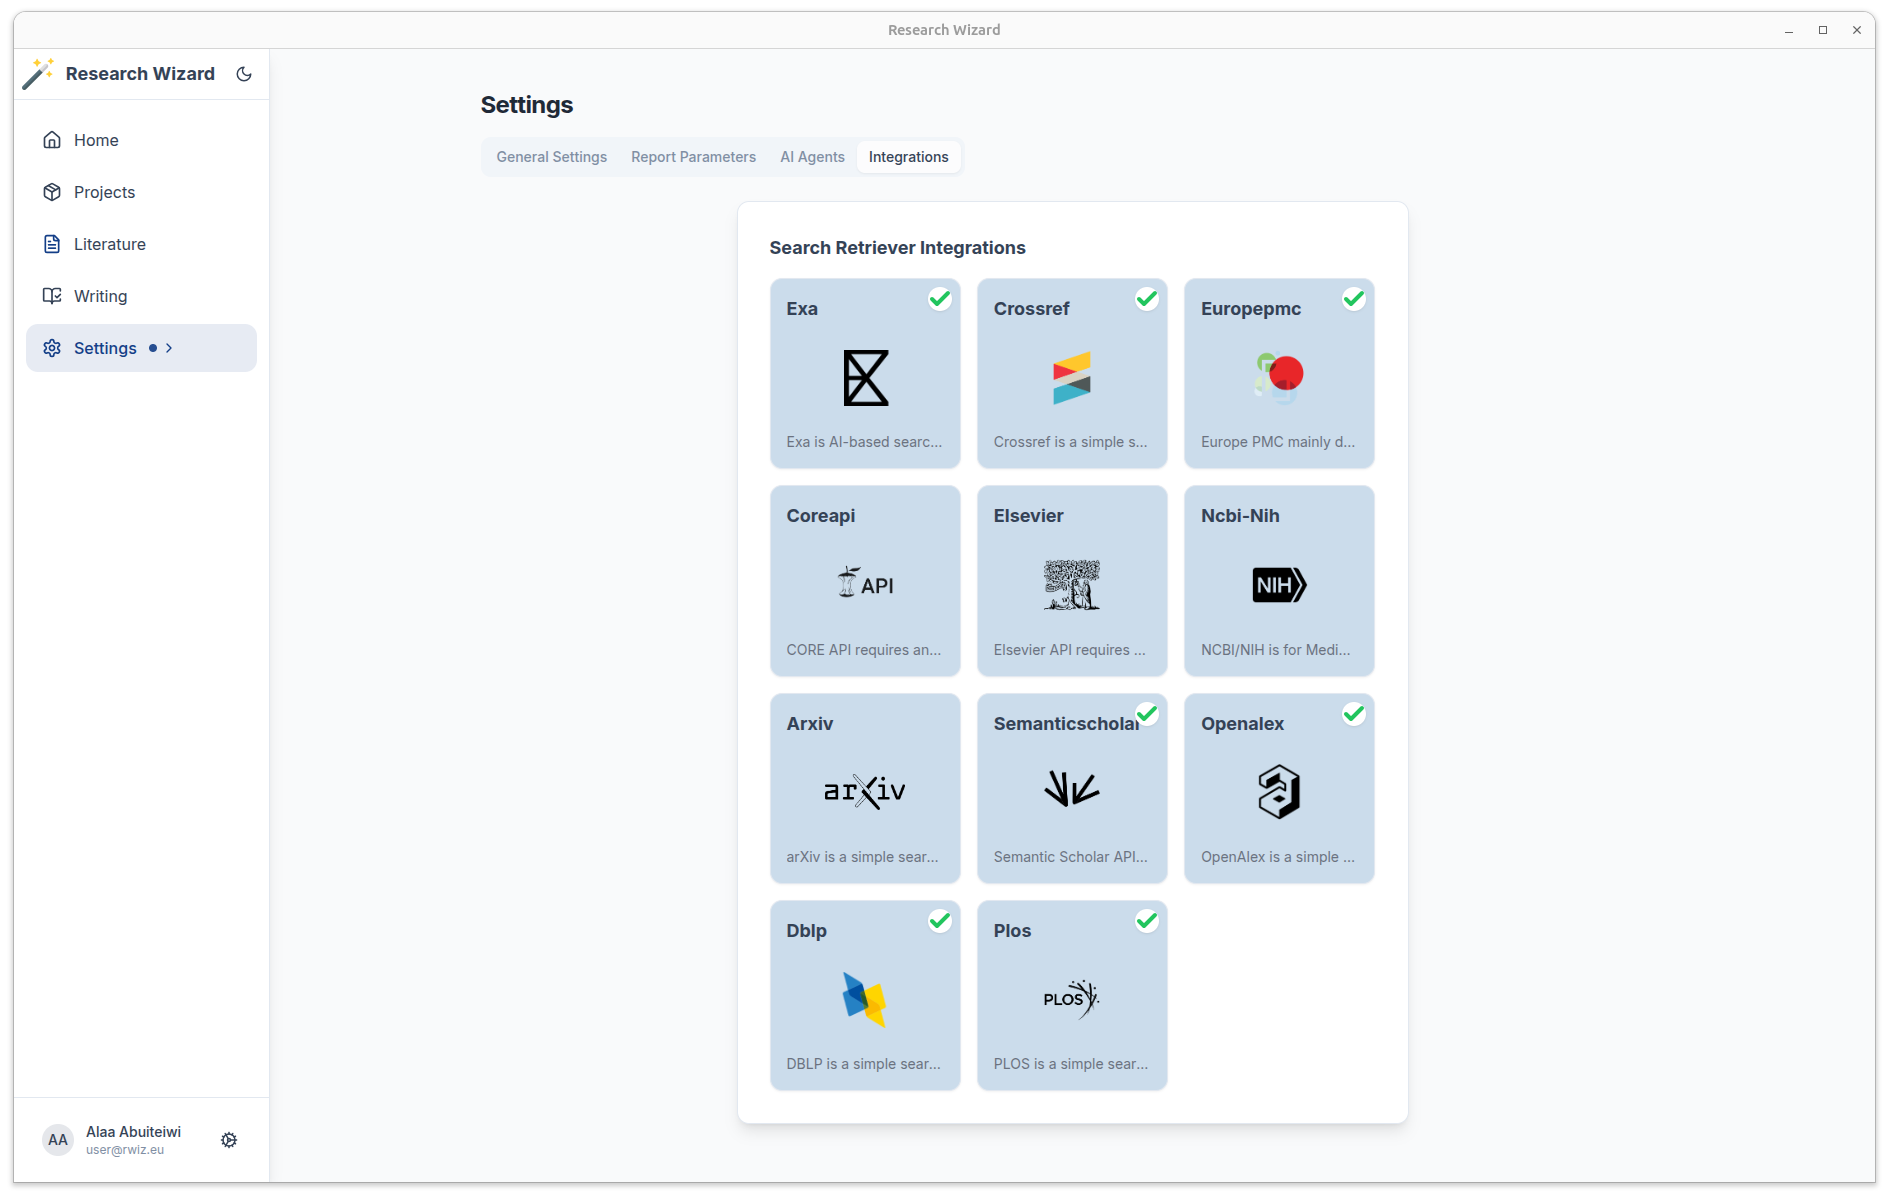 Research Wizard
Research Wizard
Home
Projects
Literature
Writing
Settings
Settings
General Settings Report Parameters AI Agents Integrations
Search Retriever Integrations
Exa
Exa is AI-based searc...
Crossref
Crossref is a simple s...
Europepmc
Europe PMC mainly d...
Coreapi
API
CORE API requires an...
Elsevier
Elsevier API requires ...
Ncbi-Nih
NIH
NCBI/NIH is for Medi...
Arxiv
arXiv
arXiv is a simple sear...
Semanticscholar
Semantic Scholar API...
Openalex
OpenAlex is a simple ...
Dblp
DBLP is a simple sear...
Plos
PLOS
PLOS is a simple sear...
AA
Alaa Abuiteiwi
user@rwiz.eu